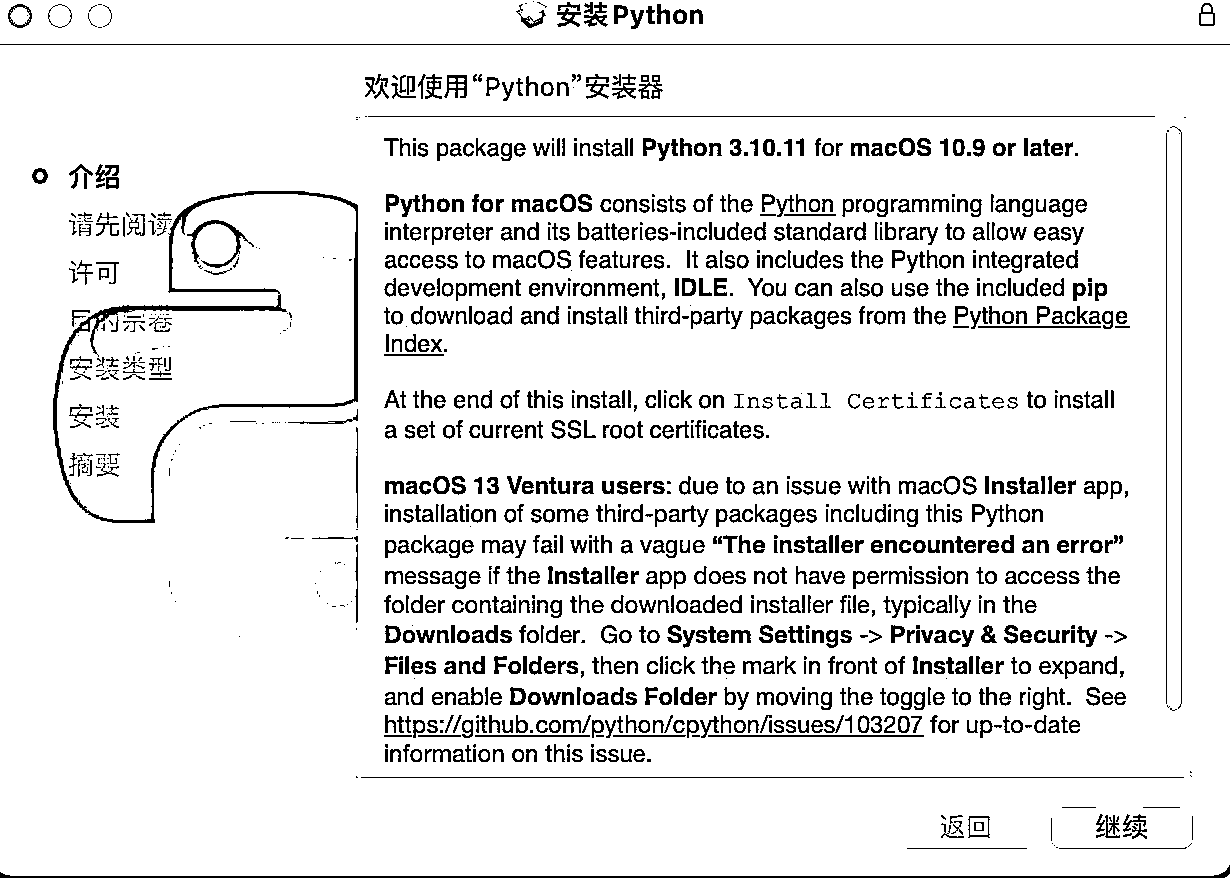 安装Python
欢迎使用“Python”安装器
介绍
请先阅读
许可
目的宗卷
安装类型
安装
摘要
This package will install Python 3.10.11 for macOS 10.9 or later.
Python for macOS consists of the Python programming language
interpreter and its batteries-included standard library to allow easy
access to macOS features.  It also includes the Python integrated
development environment, IDLE.  You can also use the included pip
to download and install third-party packages from the Python Package
Index.
At the end of this install, click on Install Certificates to install
a set of current SSL root certificates.
macOS 13 Ventura users: due to an issue with macOS Installer app,
installation of some third-party packages including this Python
package may fail with a vague “The installer encountered an error”
message if the Installer app does not have permission to access the
folder containing the downloaded installer file, typically in the
Downloads folder.  Go to System Settings -> Privacy & Security ->
Files and Folders, then click the mark in front of Installer to expand,
and enable Downloads Folder by moving the toggle to the right.  See
https://github.com/python/cpython/issues/103207 for up-to-date
information on this issue.
返回
继续